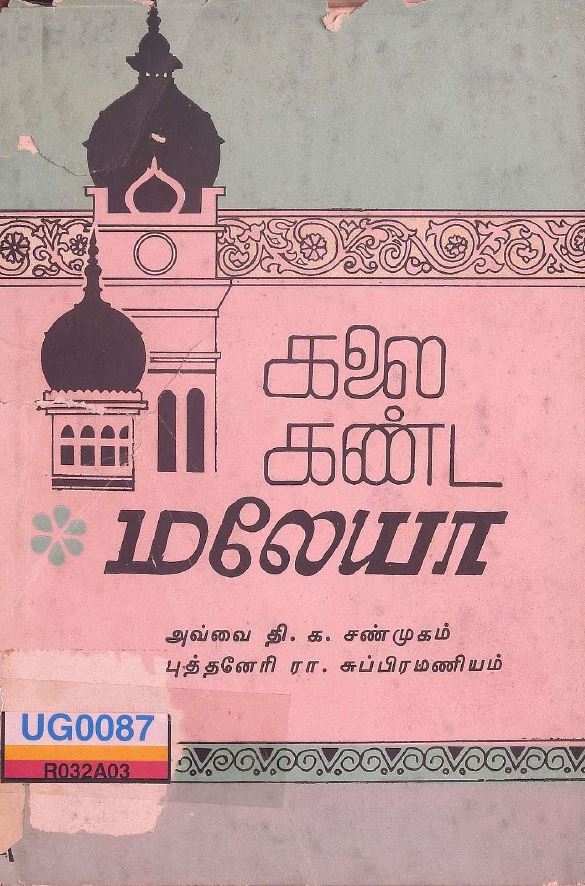 கலை
கண்ட
மலேயா
அவ்வை தி. க. சண்முகம்
புத்தனேரி ரா. சுப்பிரமணியம்
UG0087
R032A03